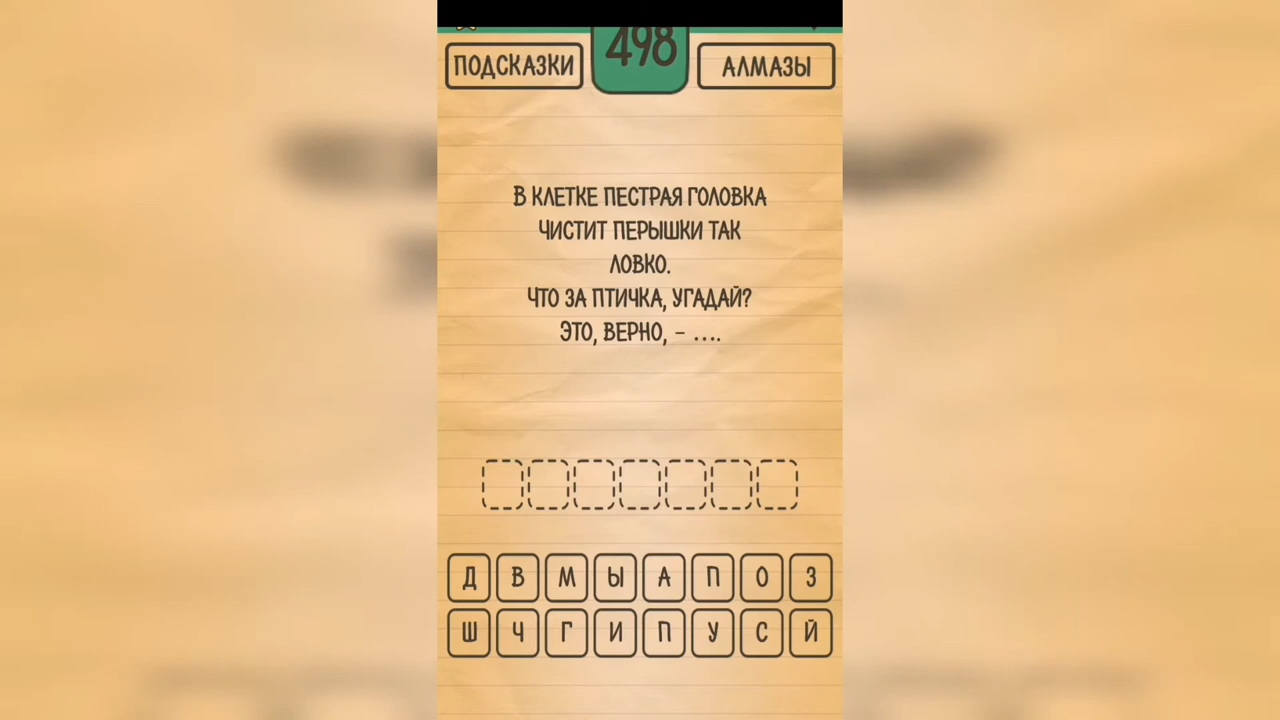 498
ПОДСКАЗКИ
АЛМАЗЫ
В КЛЕТКЕ ПЕСТРАЯ ГОЛОВКА
ЧИСТИТ ПЕРЫШКИ ТАК
ЛОВКО.
ЧТО ЗА ПТИЧКА, УГАДАЙ?
ЭТО, ВЕРНО, – ....
Д В М Ы А П О З
Ш Ч Г И П У С Й